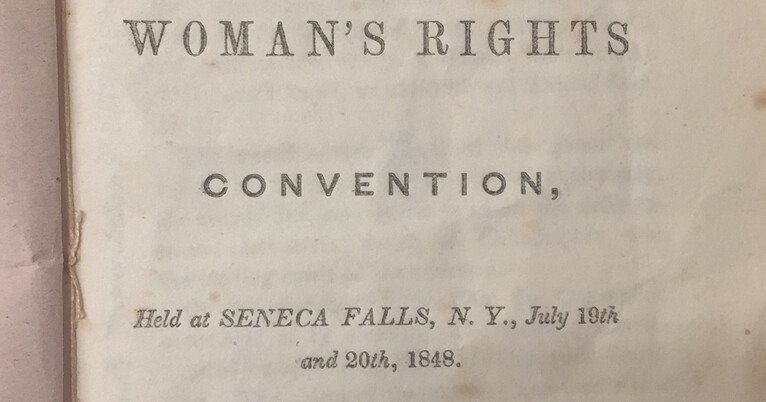 WOMAN'S RIGHTS
CONVENTION,
Held at SENECA FALLS, N. Y., July 19th
and 20th, 1848.